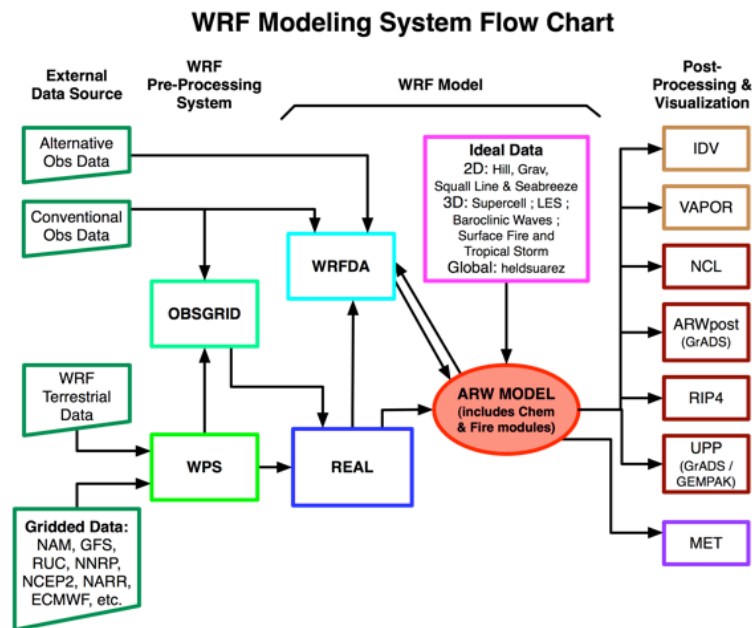 WRF Modeling System Flow Chart
External
Data Source
WRF
Pre-Processing
System
WRF Model
Post-
Processing &
Visualization
Alternative
Obs Data
Conventional
Obs Data
WRF
Terrestrial
Data
Gridded Data:
NAM, GFS,
RUC, NNRP,
NCEP2, NARR,
ECMWF, etc.
OBSGRID
WPS
WRFDA
REAL
Ideal Data
2D: Hill, Grav,
Squall Line & Seabreeze
3D: Supercell ; LES ;
Baroclinic Waves ;
Surface Fire and
Tropical Storm
Global: heldsuarez
ARW MODEL
(includes Chem
& Fire modules)
IDV
VAPOR
NCL
ARWpost
(GrADS)
RIP4
UPP
(GrADS /
GEMPAK)
MET